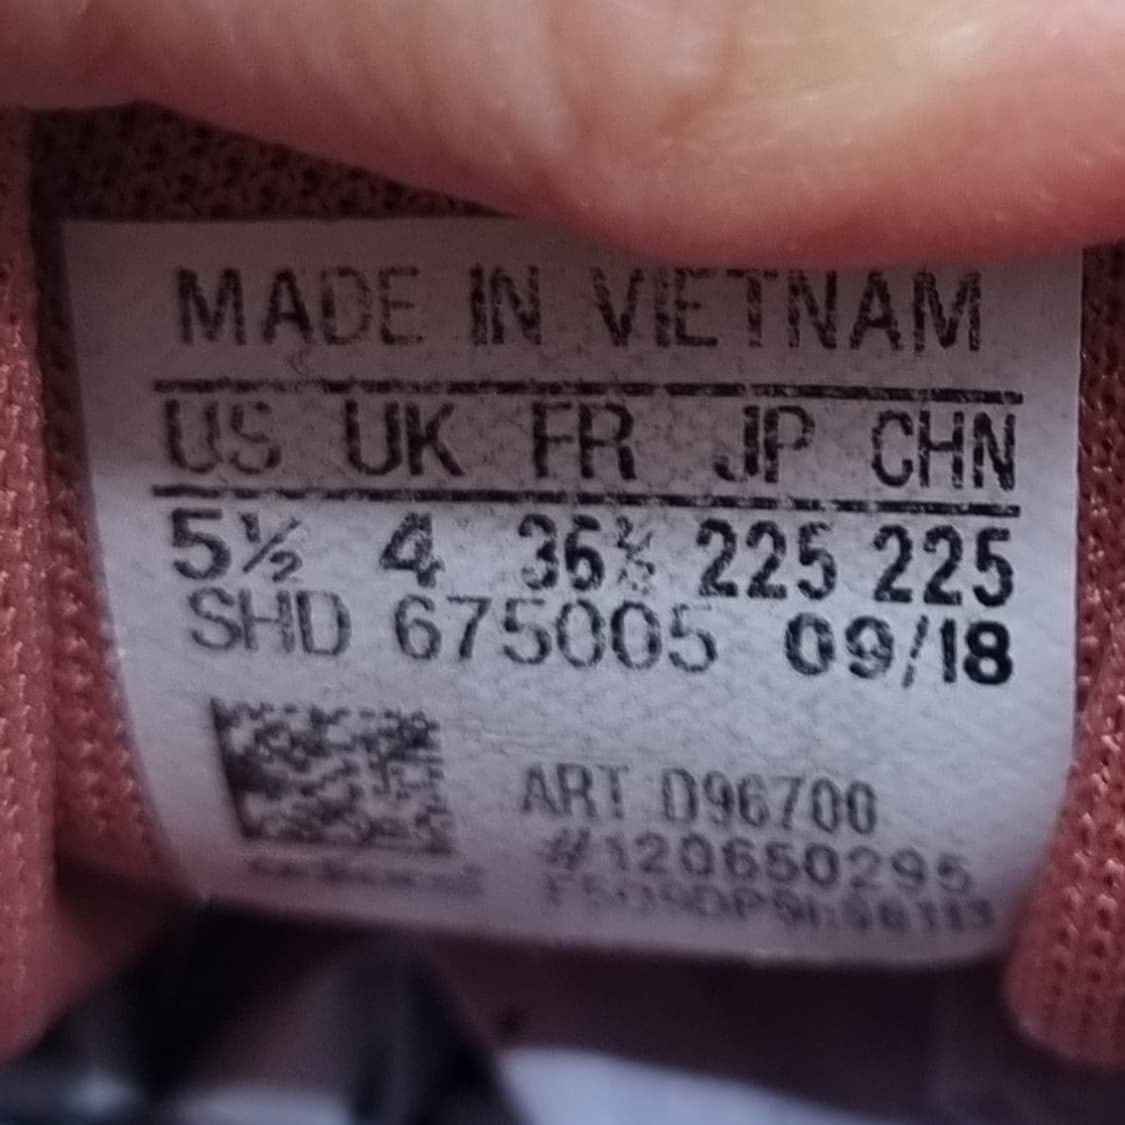 MADE IN VIETNAM
US UK FR JP CHN
5½ 4 36⅔ 225 225
SHD 675005 09/18
ART D96700
#120650295